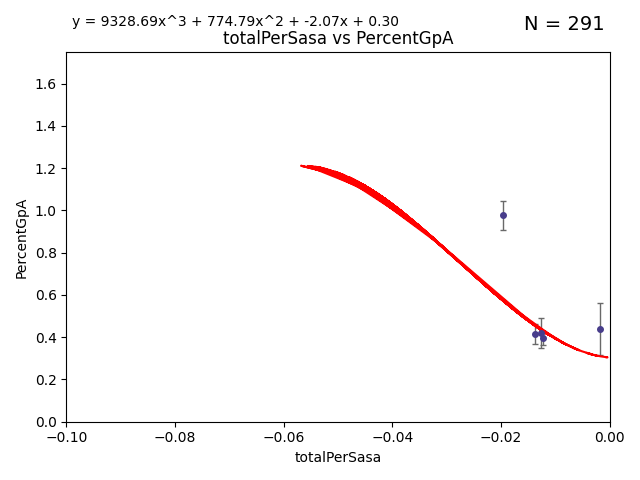 y = 9328.69x^3 + 774.79x^2 + -2.07x + 0.30
N = 291
totalPerSasa vs PercentGpA
PercentGpA
1.6
1.4
1.2
1.0
0.8
0.6
0.4
0.2
0.0
−0.10 −0.08 −0.06 −0.04 −0.02 0.00
totalPerSasa